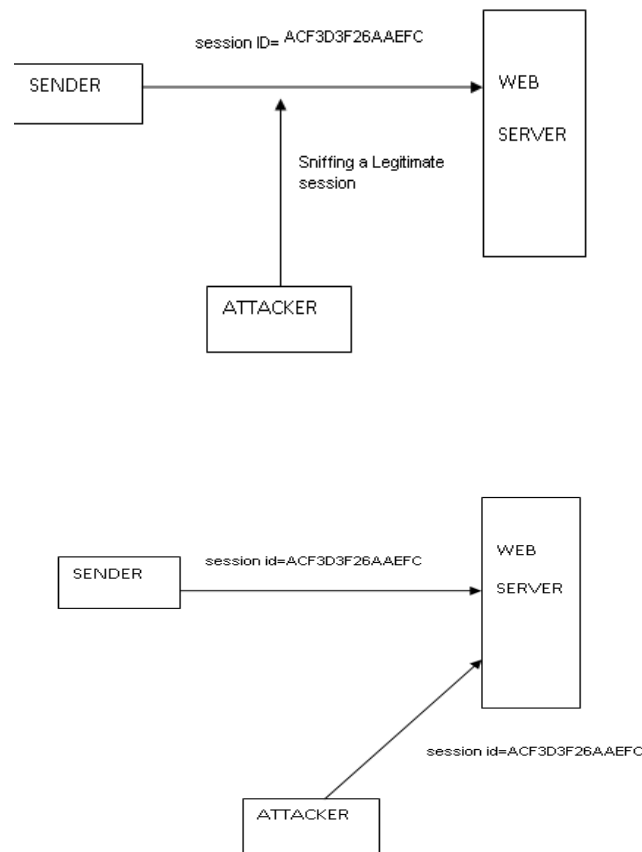 session ID= ACF3D3F26AAEFC
SENDER
WEB
SERVER
Sniffing a Legitimate
session
ATTACKER
session id=ACF3D3F26AAEFC
SENDER
WEB
SERVER
session id=ACF3D3F26AAEFC
ATTACKER